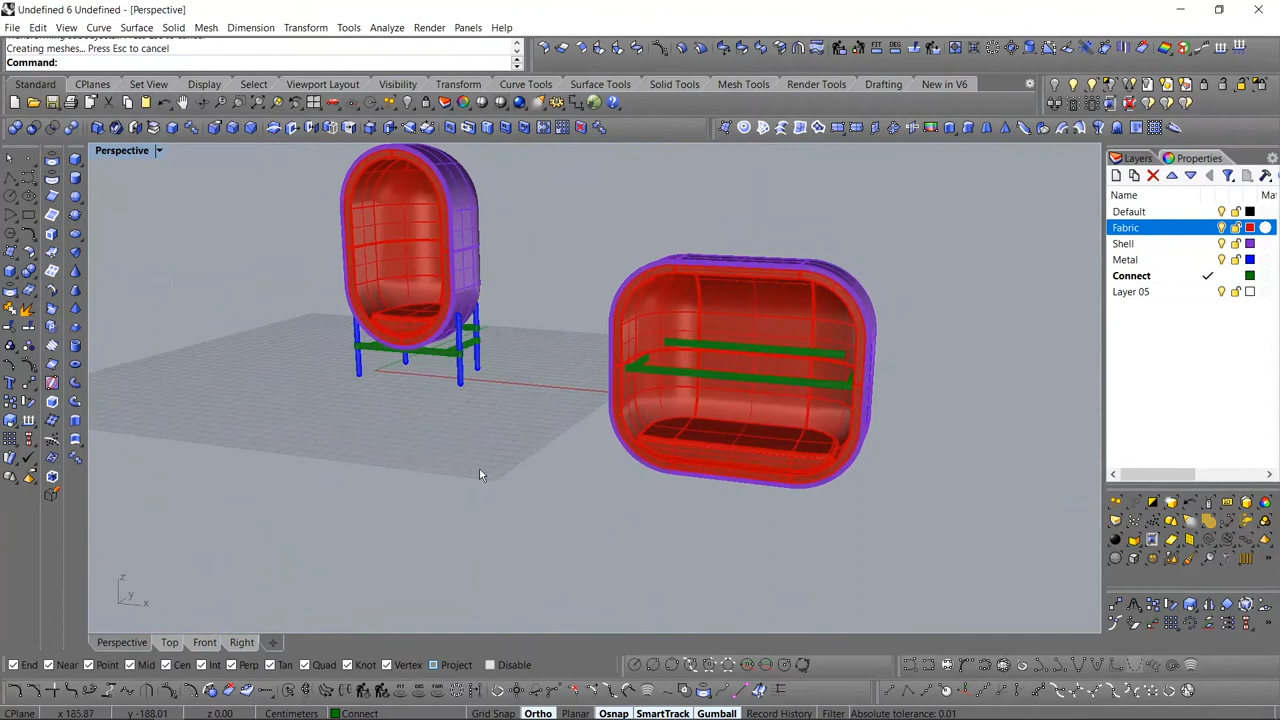 Undefined 6 Undefined - [Perspective]
File Edit View Curve Surface Solid Mesh Dimension Transform Tools Analyze Render Panels Help
Creating meshes... Press Esc to cancel
Command:
Standard CPlanes Set View Display Select Viewport Layout Visibility Transform Curve Tools Surface Tools Solid Tools Mesh Tools Render Tools Drafting New in V6
Perspective
Layers Properties
Name Ma
Default
Fabric
Shell
Metal
Connect
Layer 05
z
y
x
Perspective Top Front Right
End Near Point Mid Cen Int Perp Tan Quad Knot Vertex Project Disable
CPlane x 185.87 y -188.01 z 0.00 Centimeters Connect Grid Snap Ortho Planar Osnap SmartTrack Gumball Record History Filter Absolute tolerance: 0.01